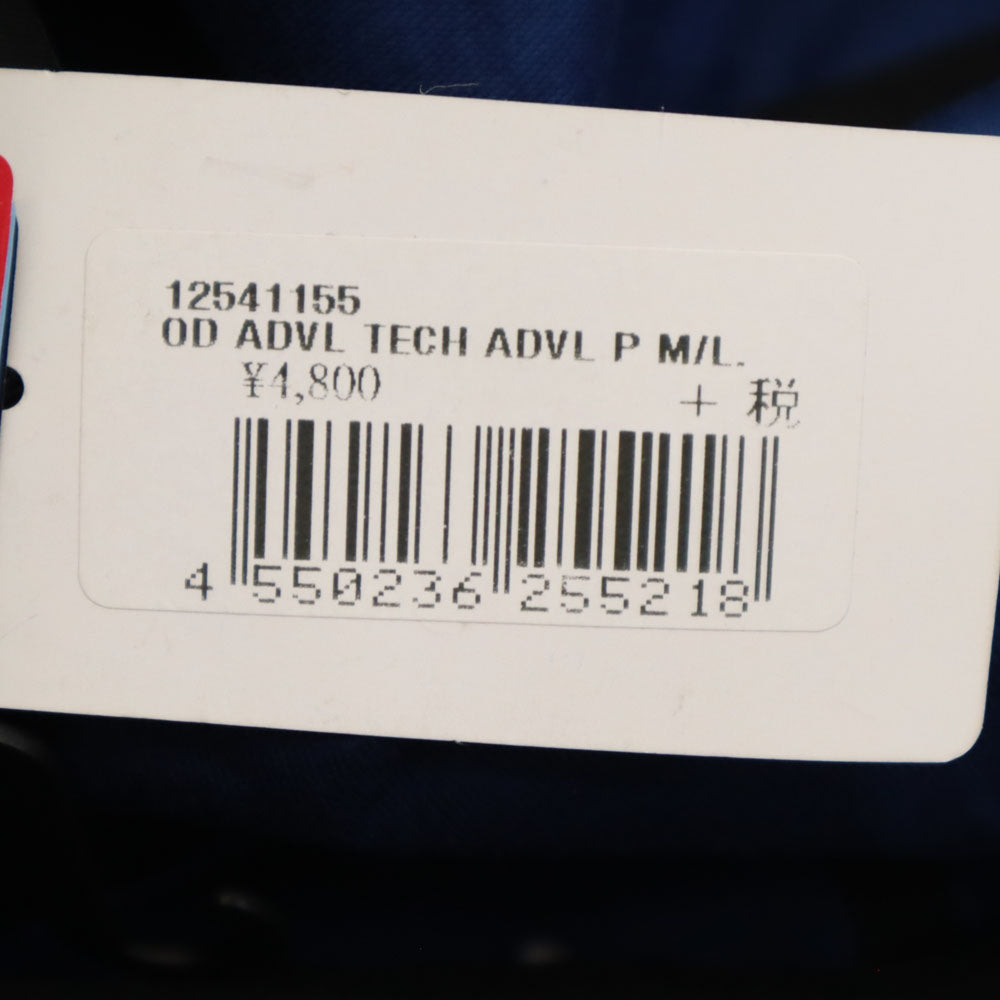 12541155
OD ADVL TECH ADVL P M/L.
¥4,800 + 税
4 550236 255218